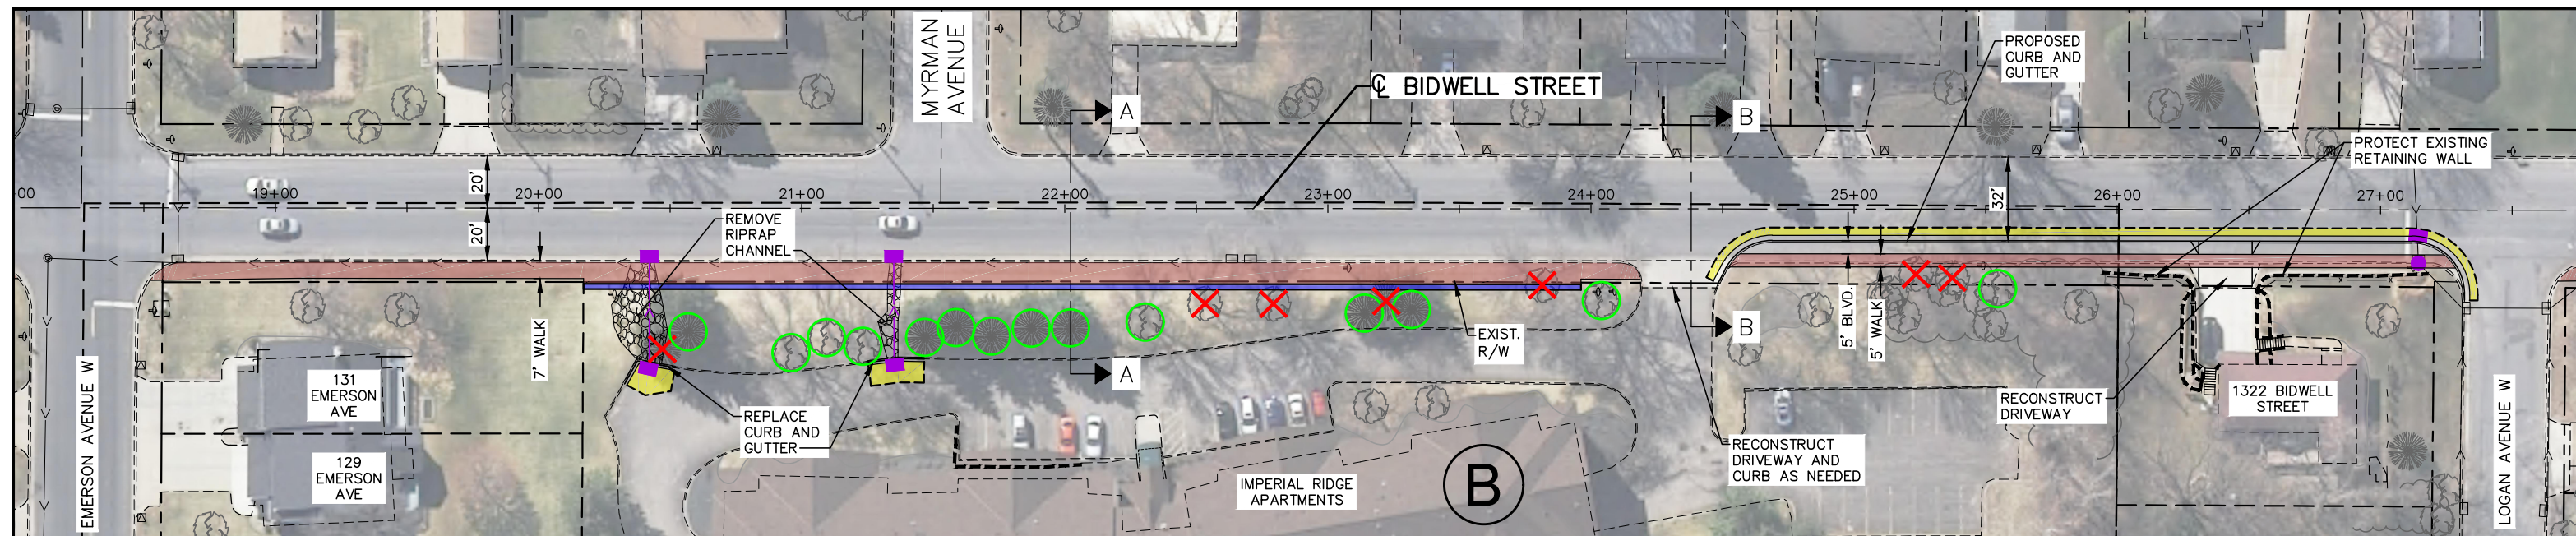 MYRMAN
AVENUE
℄ BIDWELL STREET
PROPOSED
CURB AND
GUTTER
A
B
PROTECT EXISTING
RETAINING WALL
20'
00
19+00
20+00
21+00
22+00
23+00
24+00
25+00
26+00
27+00
32'
20'
REMOVE
RIPRAP
CHANNEL
7' WALK
EXIST.
R/W
A
B
5' BLVD.
5' WALK
EMERSON AVENUE W
131
EMERSON
AVE
129
EMERSON
AVE
REPLACE
CURB AND
GUTTER
IMPERIAL RIDGE
APARTMENTS
B
RECONSTRUCT
DRIVEWAY AND
CURB AS NEEDED
RECONSTRUCT
DRIVEWAY
1322 BIDWELL
STREET
LOGAN AVENUE W